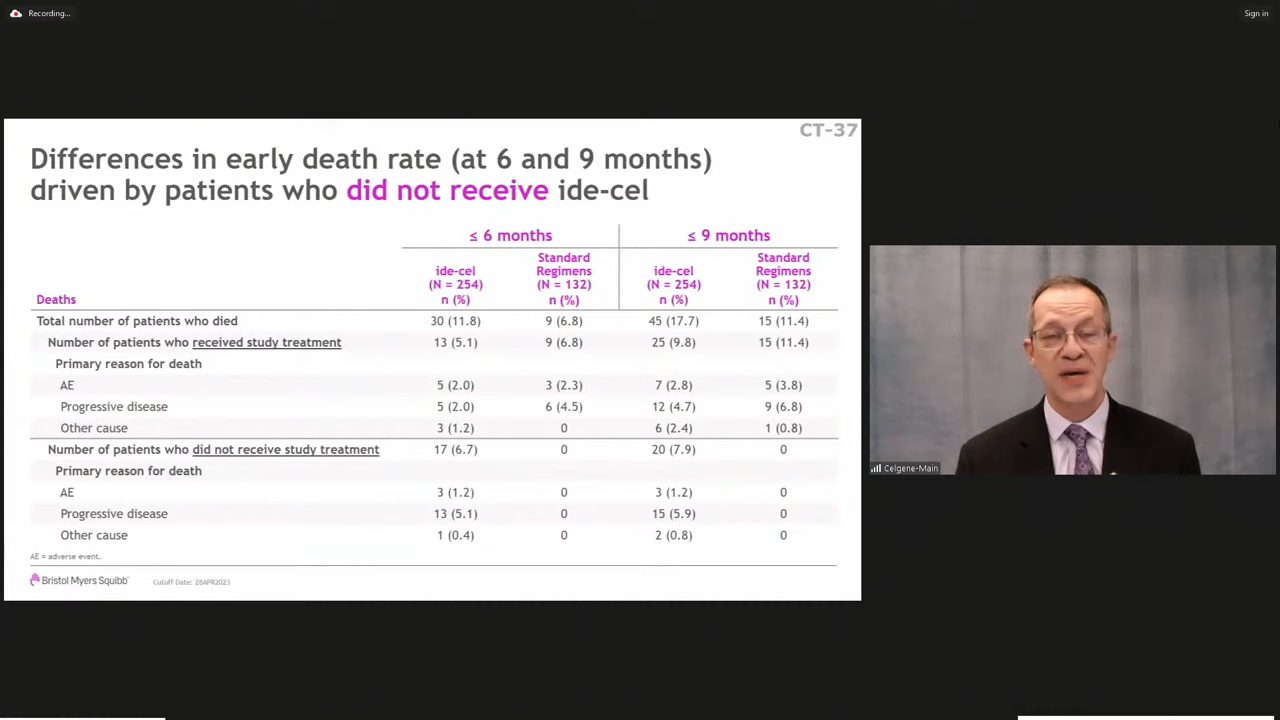 Recording...
Sign in
CT-37
Differences in early death rate (at 6 and 9 months)
driven by patients who did not receive ide-cel
≤ 6 months ≤ 9 months
Deaths ide-cel (N = 254) n (%) Standard Regimens (N = 132) n (%) ide-cel (N = 254) n (%) Standard Regimens (N = 132) n (%)
Total number of patients who died 30 (11.8) 9 (6.8) 45 (17.7) 15 (11.4)
Number of patients who received study treatment 13 (5.1) 9 (6.8) 25 (9.8) 15 (11.4)
Primary reason for death
AE 5 (2.0) 3 (2.3) 7 (2.8) 5 (3.8)
Progressive disease 5 (2.0) 6 (4.5) 12 (4.7) 9 (6.8)
Other cause 3 (1.2) 0 6 (2.4) 1 (0.8)
Number of patients who did not receive study treatment 17 (6.7) 0 20 (7.9) 0
Primary reason for death
AE 3 (1.2) 0 3 (1.2) 0
Progressive disease 13 (5.1) 0 15 (5.9) 0
Other cause 1 (0.4) 0 2 (0.8) 0
AE = adverse event.
Bristol Myers Squibb™ Cutoff Date: 28APR2023
Celgene-Main